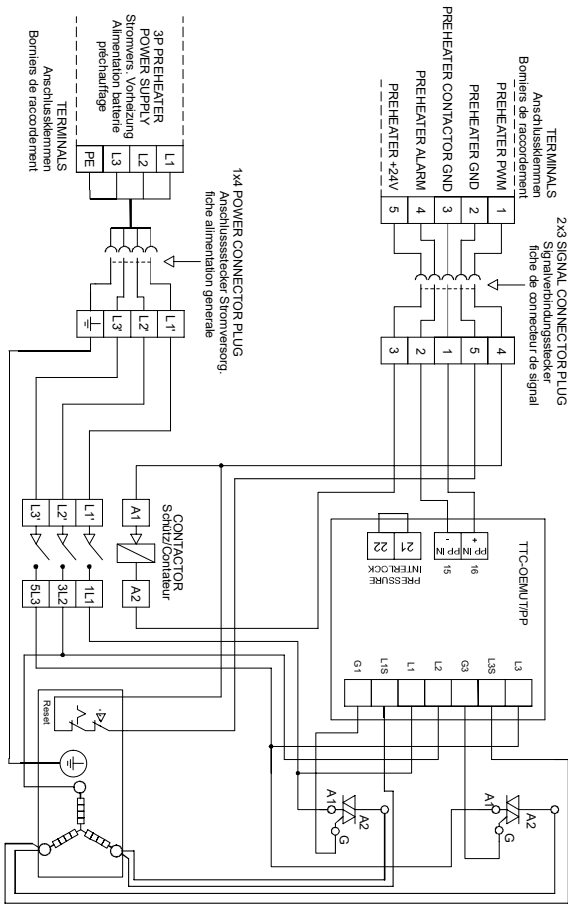 TERMINALS
Anschlussklemmen
Borniers de raccordement
PREHEATER PWM
PREHEATER GND
PREHEATER CONTACTOR GND
PREHEATER ALARM
PREHEATER +24V
1
2
3
4
5
2x3 SIGNAL CONNECTOR PLUG
Signalverbindungsstecker
fiche de connecteur de signal
4
5
1
2
3
TTC-OEMUT/PP
+
PP IN
16
-
PP IN
15
21
22
PRESSURE
INTERLOCK
L3
L3S
G3
L2
L1
L1S
G1
A1
A2
G
A1
A2
G
3P PREHEATER
POWER SUPPLY
Stromvers. Vorheizung
Alimentation batterie
préchauffage
L1
L2
L3
PE
TERMINALS
Anschlussklemmen
Borniers de raccordement
1x4 POWER CONNECTOR PLUG
Anschlusssstecker Stromversorg.
fiche alimentation generale
L1'
L2'
L3'
CONTACTOR
Schütz/Contateur
A1
A2
L1'
L2'
L3'
1L1
3L2
5L3
Reset